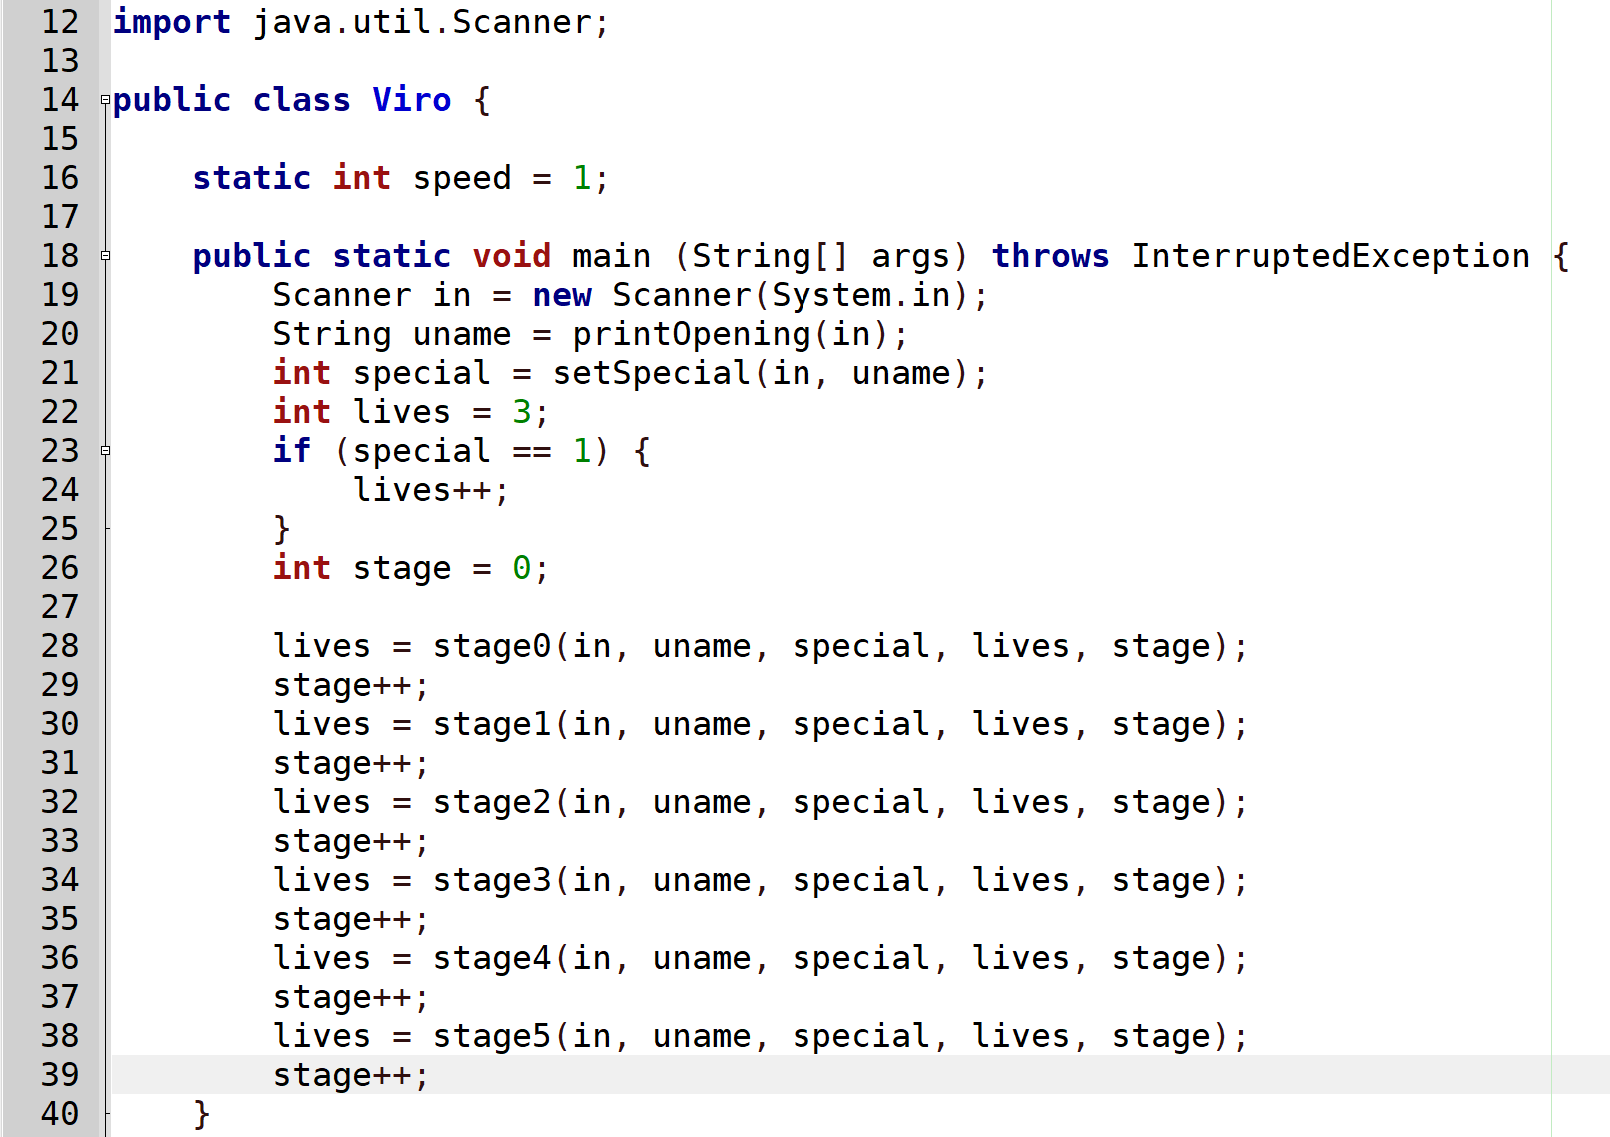 12 import java.util.Scanner;
13
14 public class Viro {
15
16     static int speed = 1;
17
18     public static void main (String[] args) throws InterruptedException {
19         Scanner in = new Scanner(System.in);
20         String uname = printOpening(in);
21         int special = setSpecial(in, uname);
22         int lives = 3;
23         if (special == 1) {
24             lives++;
25         }
26         int stage = 0;
27
28         lives = stage0(in, uname, special, lives, stage);
29         stage++;
30         lives = stage1(in, uname, special, lives, stage);
31         stage++;
32         lives = stage2(in, uname, special, lives, stage);
33         stage++;
34         lives = stage3(in, uname, special, lives, stage);
35         stage++;
36         lives = stage4(in, uname, special, lives, stage);
37         stage++;
38         lives = stage5(in, uname, special, lives, stage);
39         stage++;
40     }